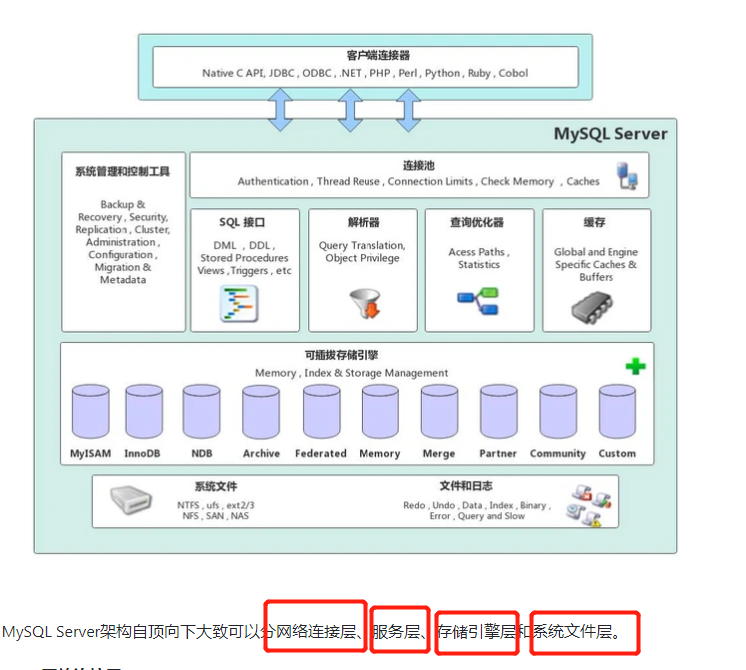 客户端连接器
Native C API, JDBC , ODBC , .NET , PHP , Perl , Python , Ruby , Cobol
MySQL Server
系统管理和控制工具
Backup &
Recovery , Security,
Replication , Cluster,
Administration ,
Configuration ,
Migration &
Metadata
连接池
Authentication , Thread Reuse , Connection Limits , Check Memory , Caches
SQL 接口
DML , DDL ,
Stored Procedures
Views ,Triggers , etc
解析器
Query Translation,
Object Privilege
查询优化器
Acess Paths ,
Statistics
缓存
Global and Engine
Specific Caches &
Buffers
可插拔存储引擎
Memory , Index & Storage Management
MyISAM InnoDB NDB Archive Federated Memory Merge Partner Community Custom
系统文件
NTFS , ufs , ext2/3
NFS , SAN , NAS
文件和日志
Redo , Undo , Data , Index , Binary ,
Error , Query and Slow
MySQL Server架构自顶向下大致可以分网络连接层、服务层、存储引擎层和系统文件层。